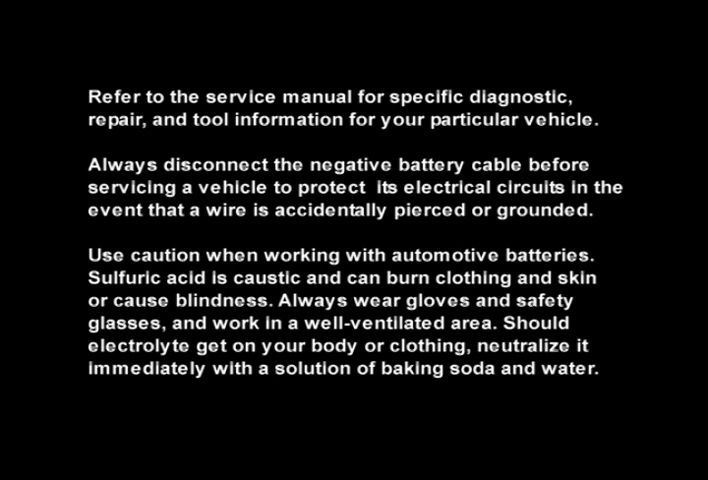 Refer to the service manual for specific diagnostic,
repair, and tool information for your particular vehicle.
Always disconnect the negative battery cable before
servicing a vehicle to protect its electrical circuits in the
event that a wire is accidentally pierced or grounded.
Use caution when working with automotive batteries.
Sulfuric acid is caustic and can burn clothing and skin
or cause blindness. Always wear gloves and safety
glasses, and work in a well-ventilated area. Should
electrolyte get on your body or clothing, neutralize it
immediately with a solution of baking soda and water.